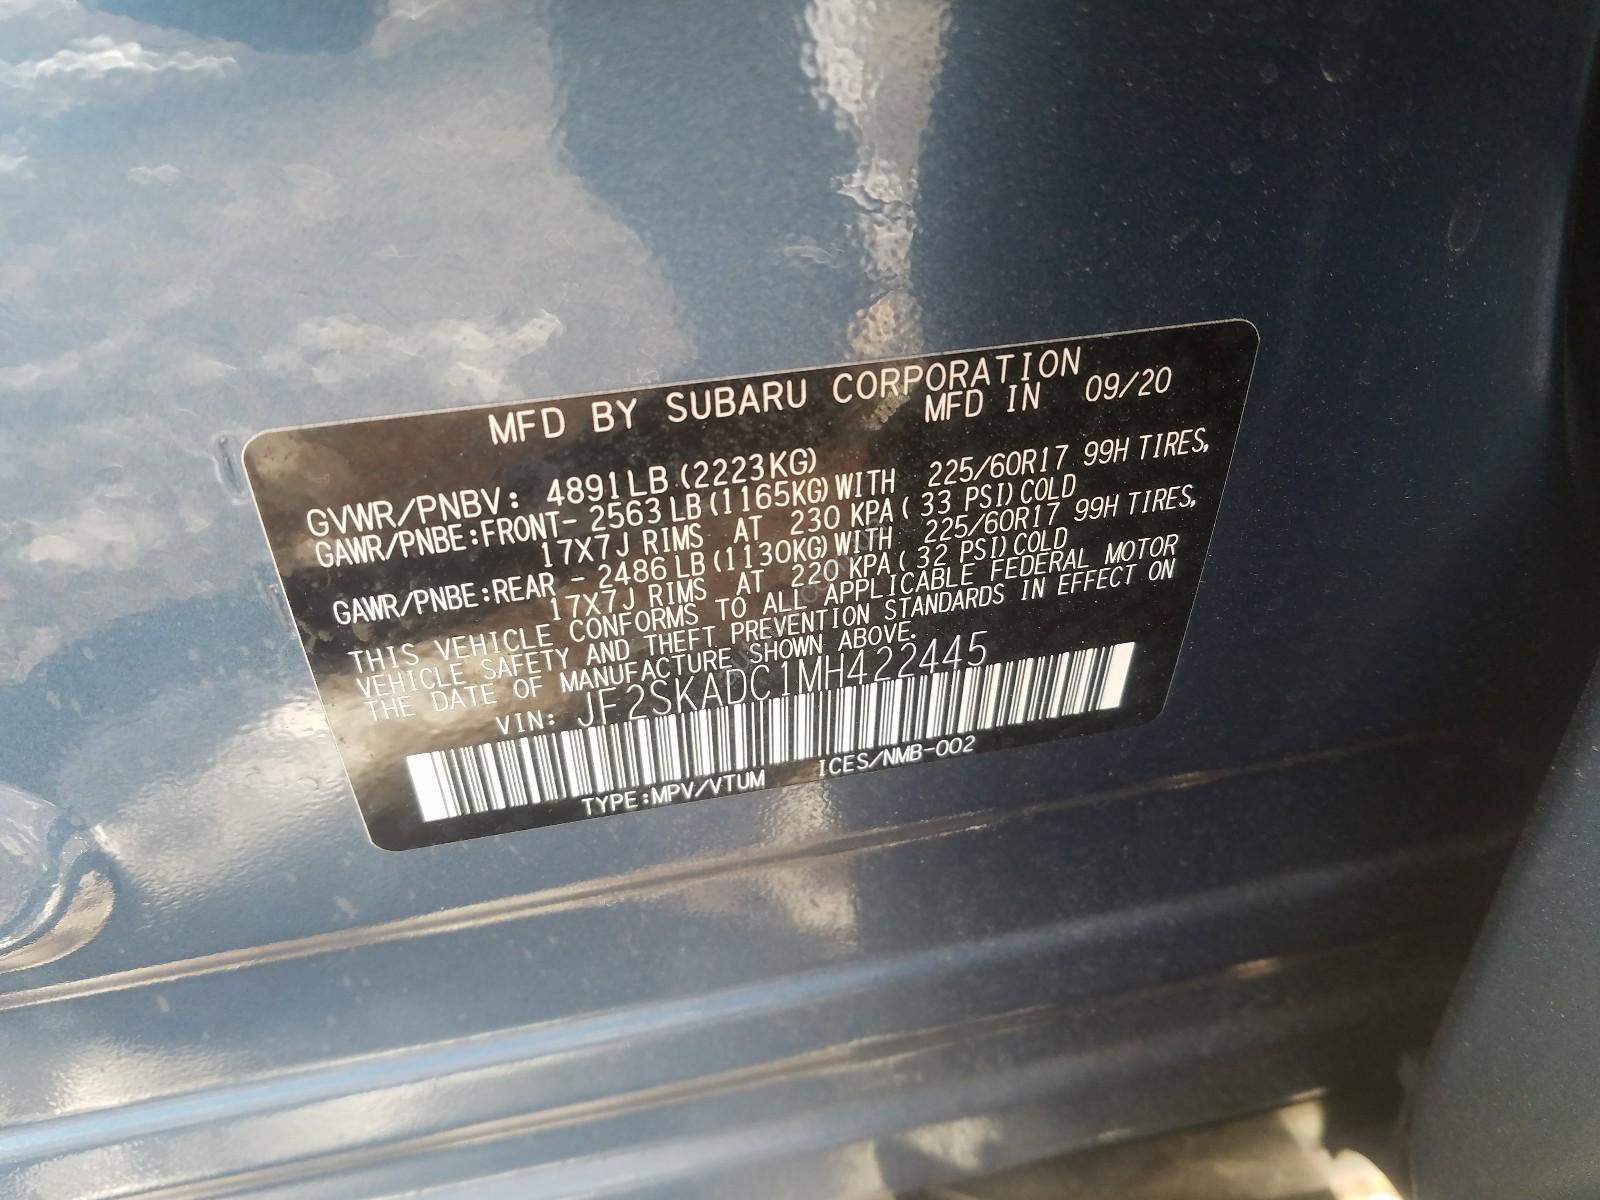 MFD BY SUBARU CORPORATION
MFD IN 09/20
GVWR/PNBV: 4891LB (2223KG)
GAWR/PNBE:FRONT- 2563 LB (1165KG) WITH 225/60R17 99H TIRES,
17X7J RIMS AT 230 KPA ( 33 PSI) COLD
GAWR/PNBE:REAR - 2486 LB (1130KG) WITH 225/60R17 99H TIRES,
17X7J RIMS AT 220 KPA ( 32 PSI) COLD
THIS VEHICLE CONFORMS TO ALL APPLICABLE FEDERAL MOTOR
VEHICLE SAFETY AND THEFT PREVENTION STANDARDS IN EFFECT ON
THE DATE OF MANUFACTURE SHOWN ABOVE.
VIN: JF2SKADC1MH422445
TYPE:MPV/VTUM ICES/NMB-002